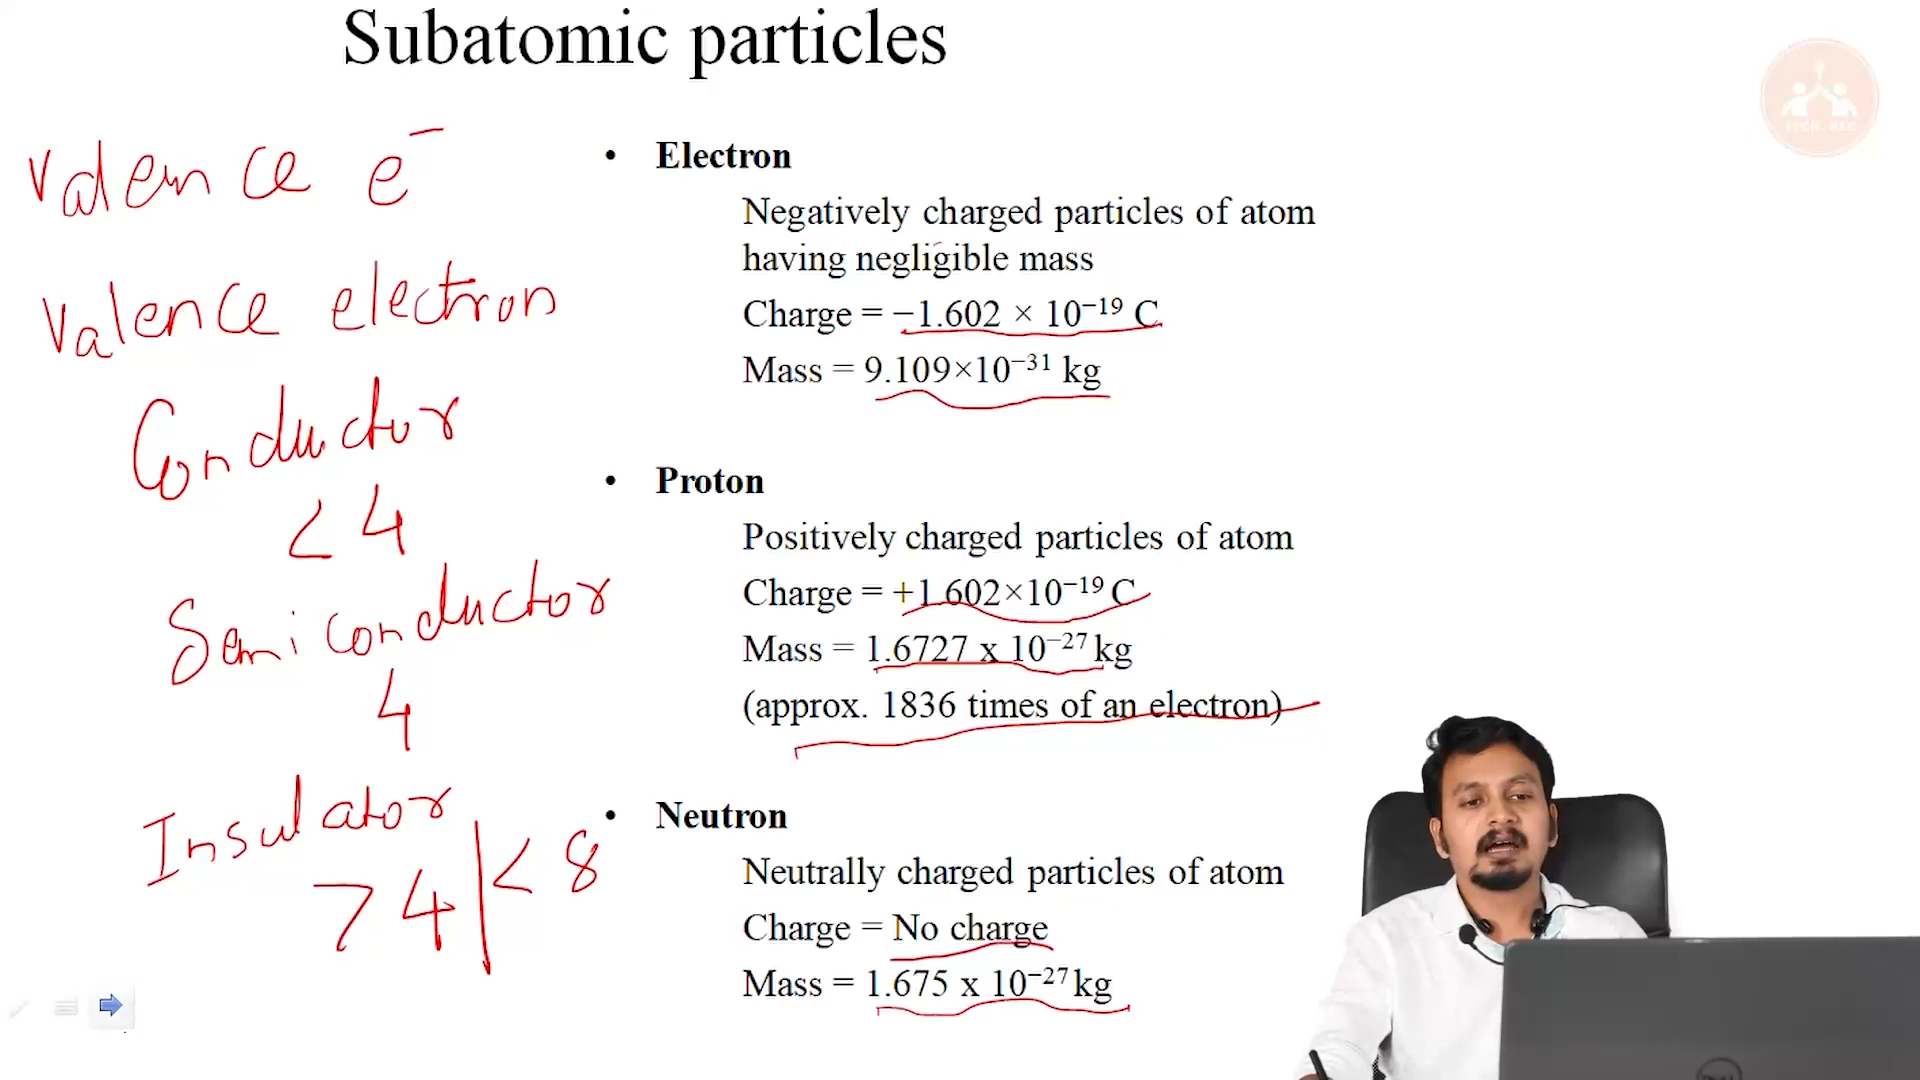 Subatomic particles
Valence e⁻
Valence electron
Conductor
< 4
Semiconductor
4
Insulator
> 4 | < 8
• Electron
Negatively charged particles of atom
having negligible mass
Charge = −1.602 × 10⁻¹⁹ C
Mass = 9.109×10⁻³¹ kg
• Proton
Positively charged particles of atom
Charge = +1.602×10⁻¹⁹ C
Mass = 1.6727 x 10⁻²⁷ kg
(approx. 1836 times of an electron)
• Neutron
Neutrally charged particles of atom
Charge = No charge
Mass = 1.675 x 10⁻²⁷ kg